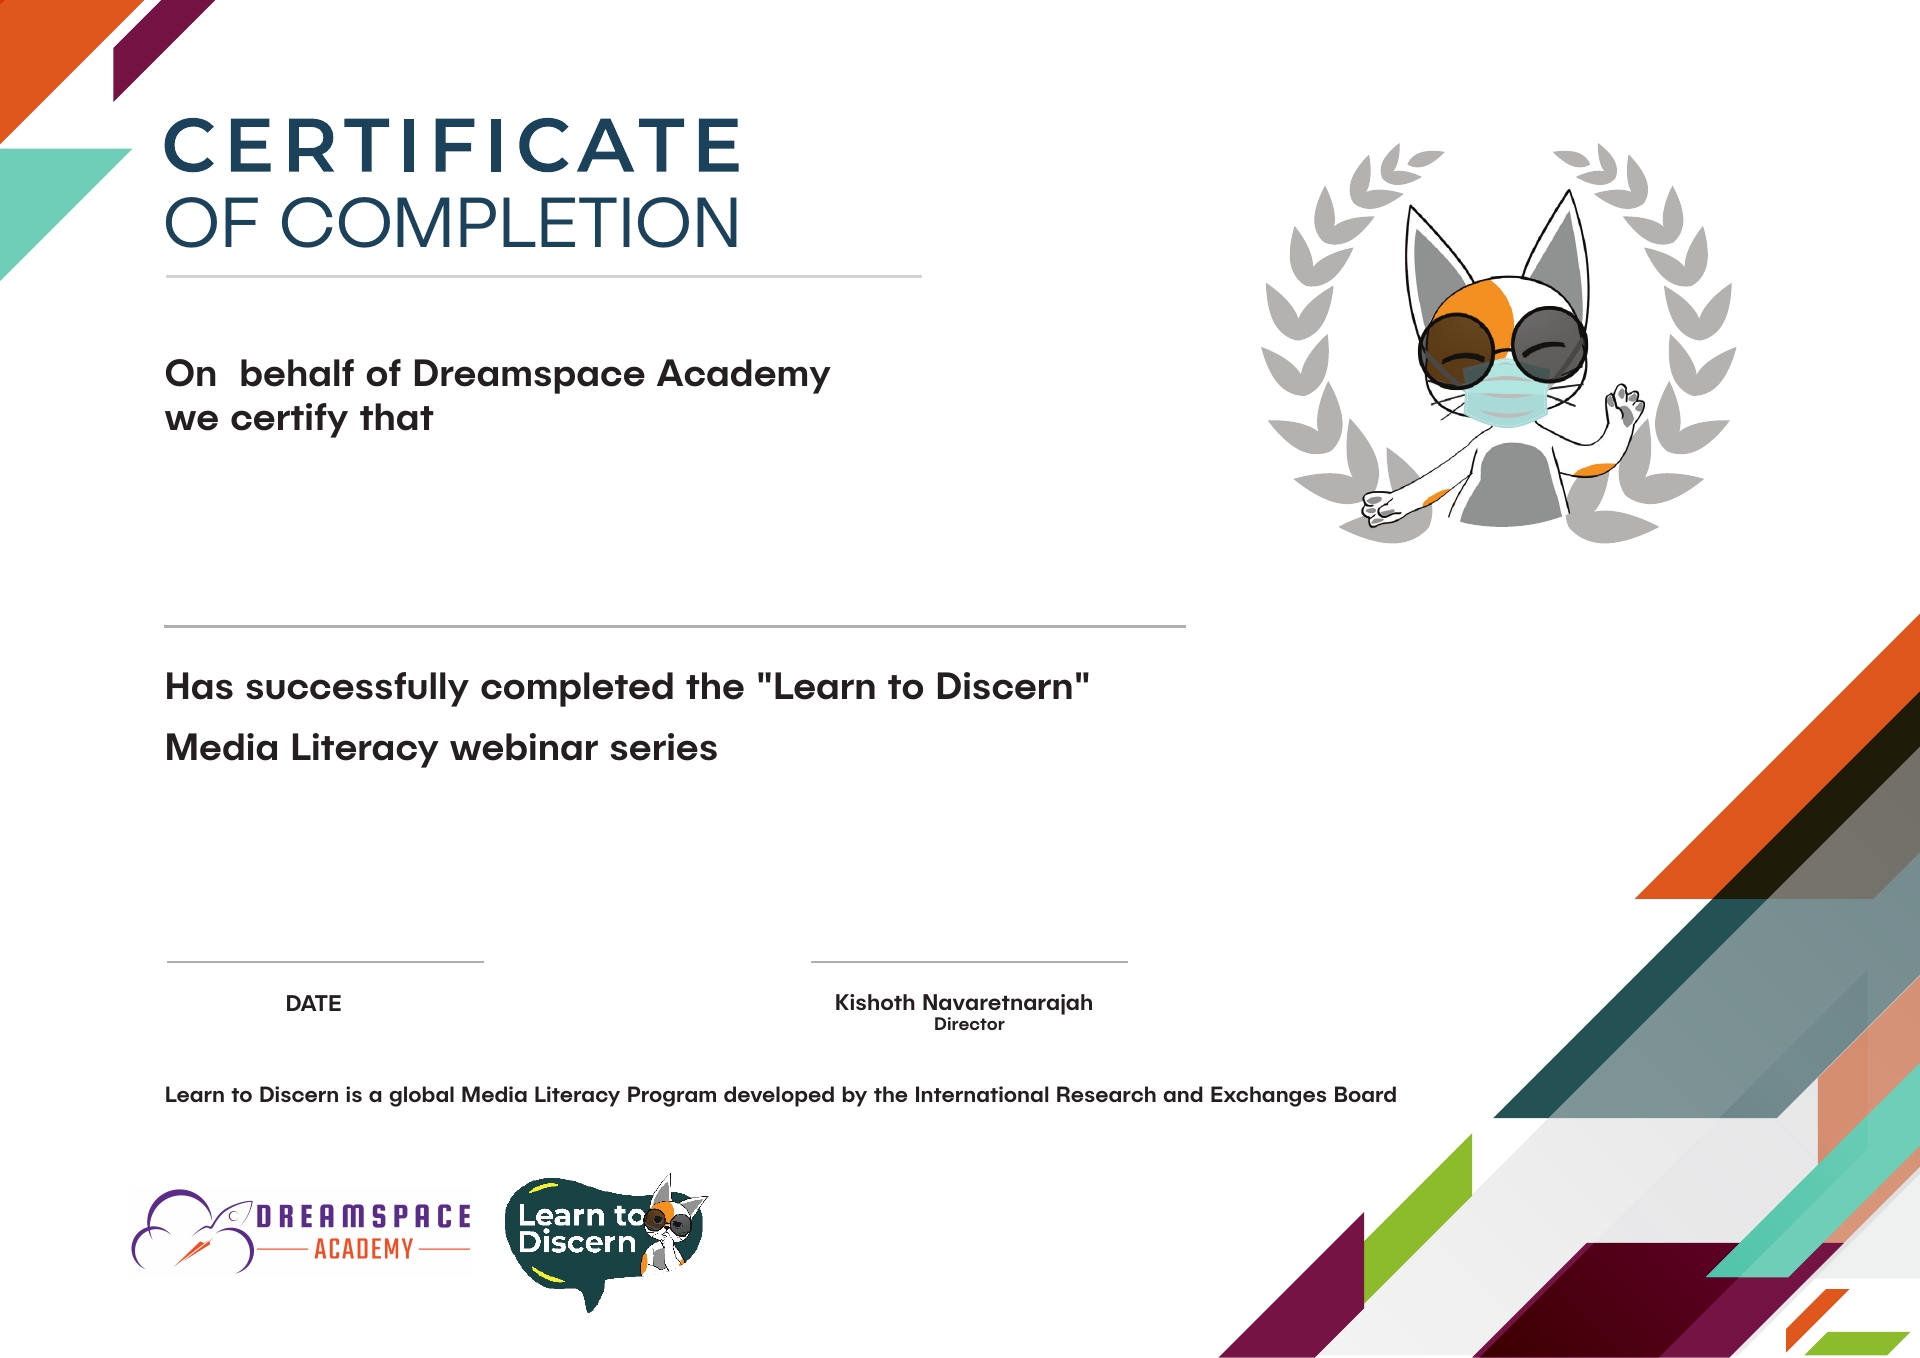 CERTIFICATE
OF COMPLETION
On  behalf of Dreamspace Academy
we certify that
Has successfully completed the "Learn to Discern"
Media Literacy webinar series
DATE
Kishoth Navaretnarajah
Director
Learn to Discern is a global Media Literacy Program developed by the International Research and Exchanges Board
DREAMSPACE
ACADEMY
Learn to
Discern